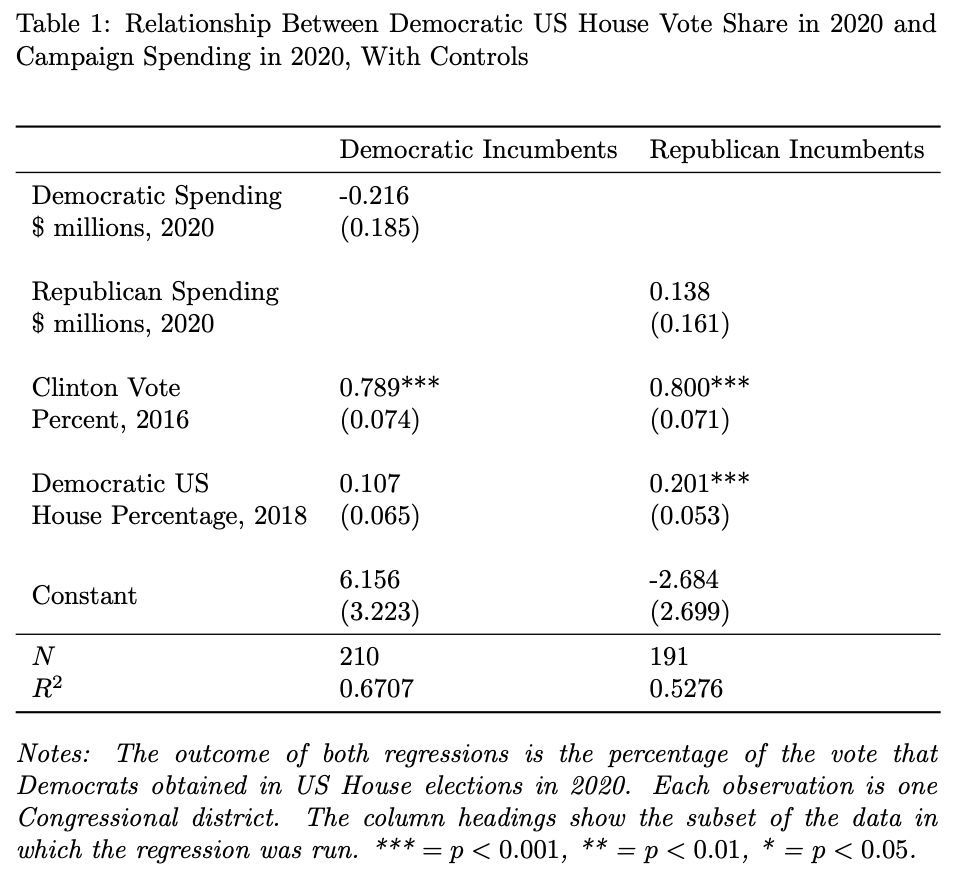 Table 1: Relationship Between Democratic US House Vote Share in 2020 and
Campaign Spending in 2020, With Controls
Democratic Incumbents Republican Incumbents
Democratic Spending -0.216
$ millions, 2020 (0.185)
Republican Spending 0.138
$ millions, 2020 (0.161)
Clinton Vote 0.789*** 0.800***
Percent, 2016 (0.074) (0.071)
Democratic US 0.107 0.201***
House Percentage, 2018 (0.065) (0.053)
Constant 6.156 -2.684
(3.223) (2.699)
N 210 191
R² 0.6707 0.5276
Notes: The outcome of both regressions is the percentage of the vote that
Democrats obtained in US House elections in 2020. Each observation is one
Congressional district. The column headings show the subset of the data in
which the regression was run. *** = p < 0.001, ** = p < 0.01, * = p < 0.05.